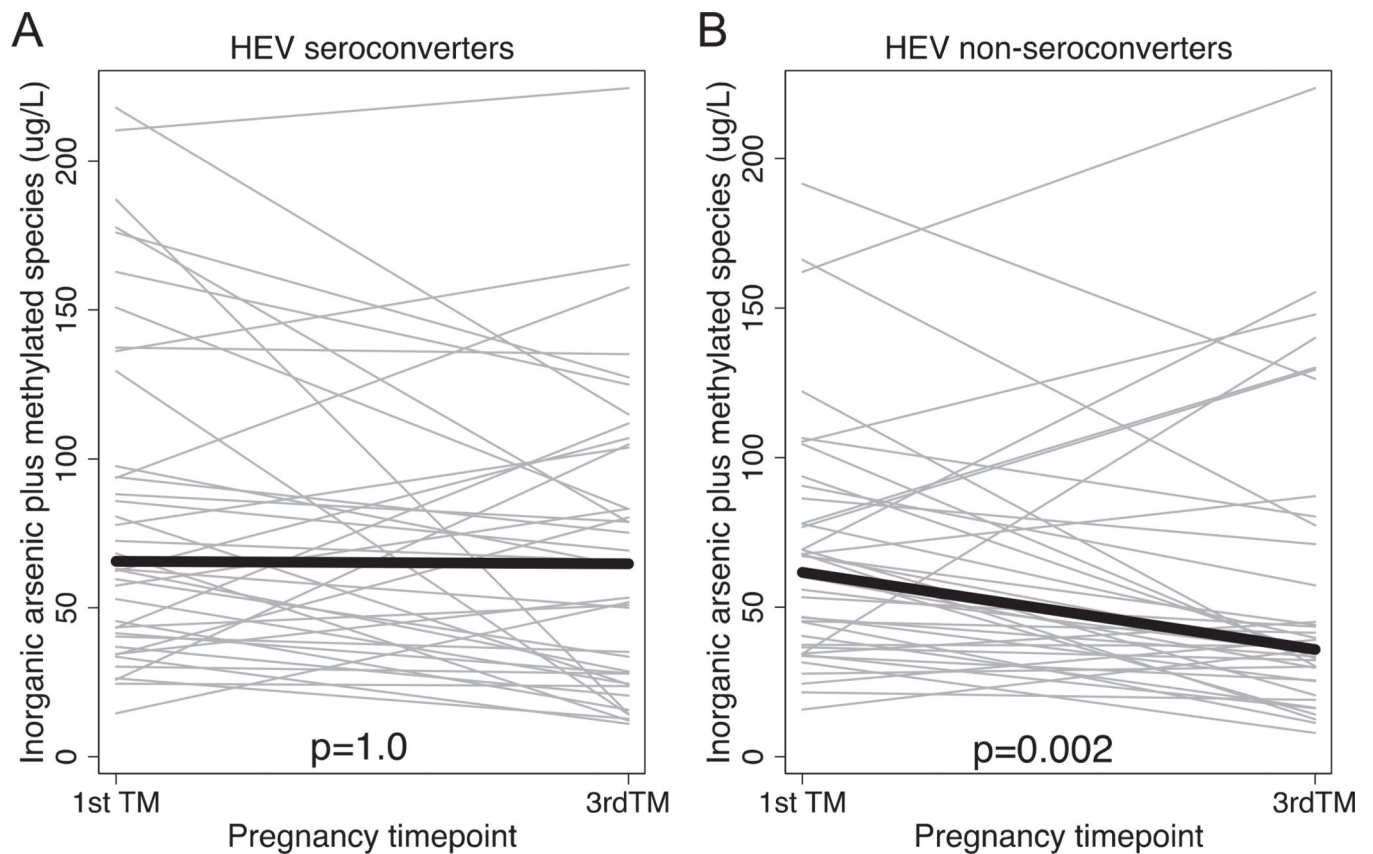 A
HEV seroconverters
Inorganic arsenic plus methylated species (ug/L)
200
150
100
50
0
p=1.0
1st TM
3rdTM
Pregnancy timepoint
B
HEV non-seroconverters
Inorganic arsenic plus methylated species (ug/L)
200
150
100
50
0
p=0.002
1st TM
3rdTM
Pregnancy timepoint